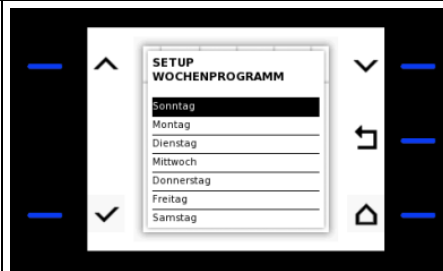 SETUP
WOCHENPROGRAMM
Sonntag
Montag
Dienstag
Mittwoch
Donnerstag
Freitag
Samstag